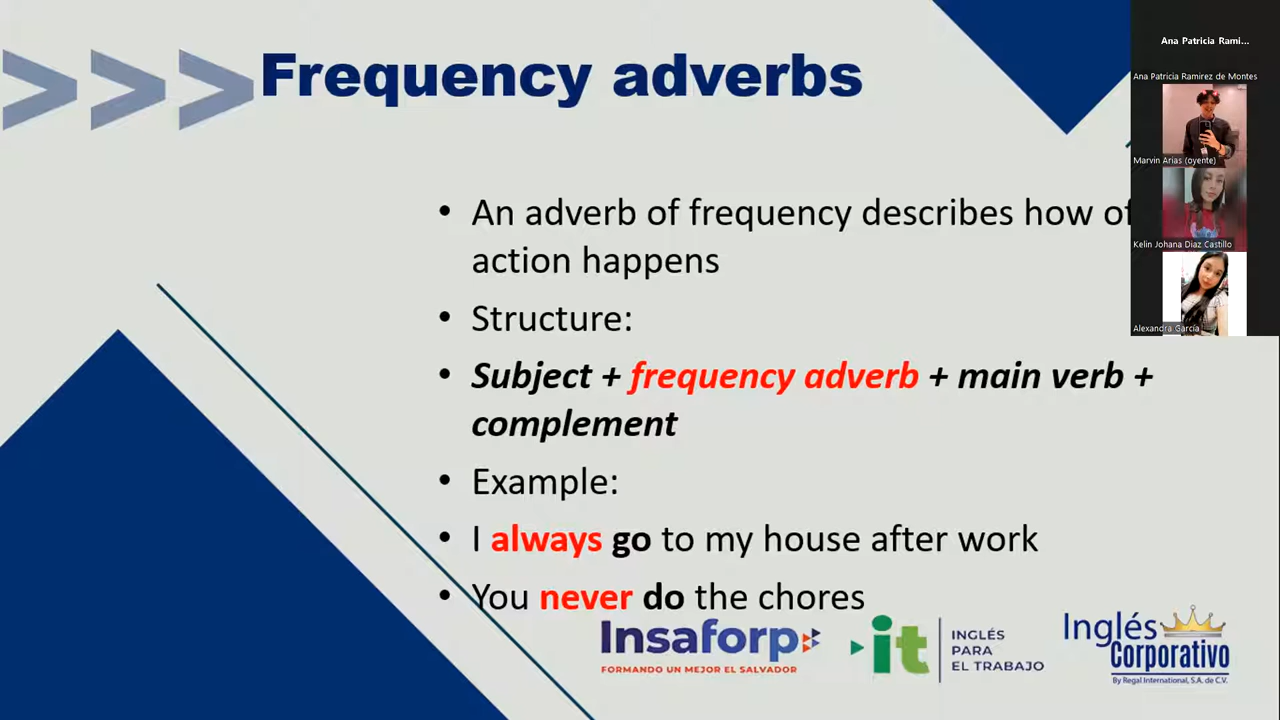 Frequency adverbs
Ana Patricia Rami...
Ana Patricia Ramirez de Montes
Marvin Arias (oyente)
Kelin Johana Diaz Castillo
Alexandra García
• An adverb of frequency describes how of
action happens
• Structure:
• Subject + frequency adverb + main verb +
complement
• Example:
• I always go to my house after work
• You never do the chores
Insaforp
FORMANDO UN MEJOR EL SALVADOR
it
INGLÉS
PARA
EL TRABAJO
Inglés
Corporativo
By Regal International, S.A. de C.V.